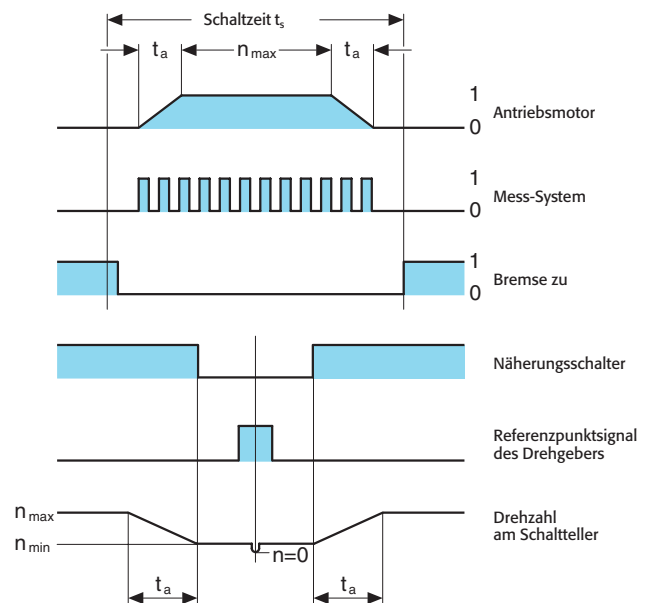 Schaltzeit tₛ
tₐ nₘₐₓ tₐ
1
0 Antriebsmotor
1
0 Mess-System
1
0 Bremse zu
Näherungsschalter
Referenzpunktsignal
des Drehgebers
nₘₐₓ
Drehzahl
am Schaltteller
nₘᵢₙ
n=0
tₐ tₐ